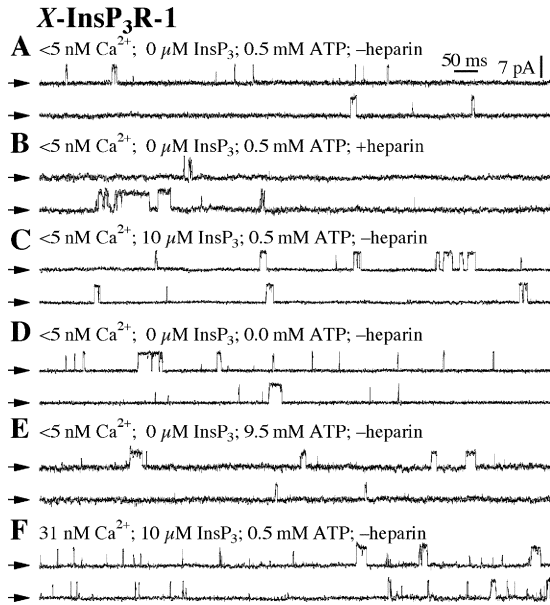 X-InsP₃R-1
A <5 nM Ca²⁺; 0 µM InsP₃; 0.5 mM ATP; –heparin
50 ms 7 pA
B <5 nM Ca²⁺; 0 µM InsP₃; 0.5 mM ATP; +heparin
C <5 nM Ca²⁺; 10 µM InsP₃; 0.5 mM ATP; –heparin
D <5 nM Ca²⁺; 0 µM InsP₃; 0.0 mM ATP; –heparin
E <5 nM Ca²⁺; 0 µM InsP₃; 9.5 mM ATP; –heparin
F 31 nM Ca²⁺; 10 µM InsP₃; 0.5 mM ATP; –heparin